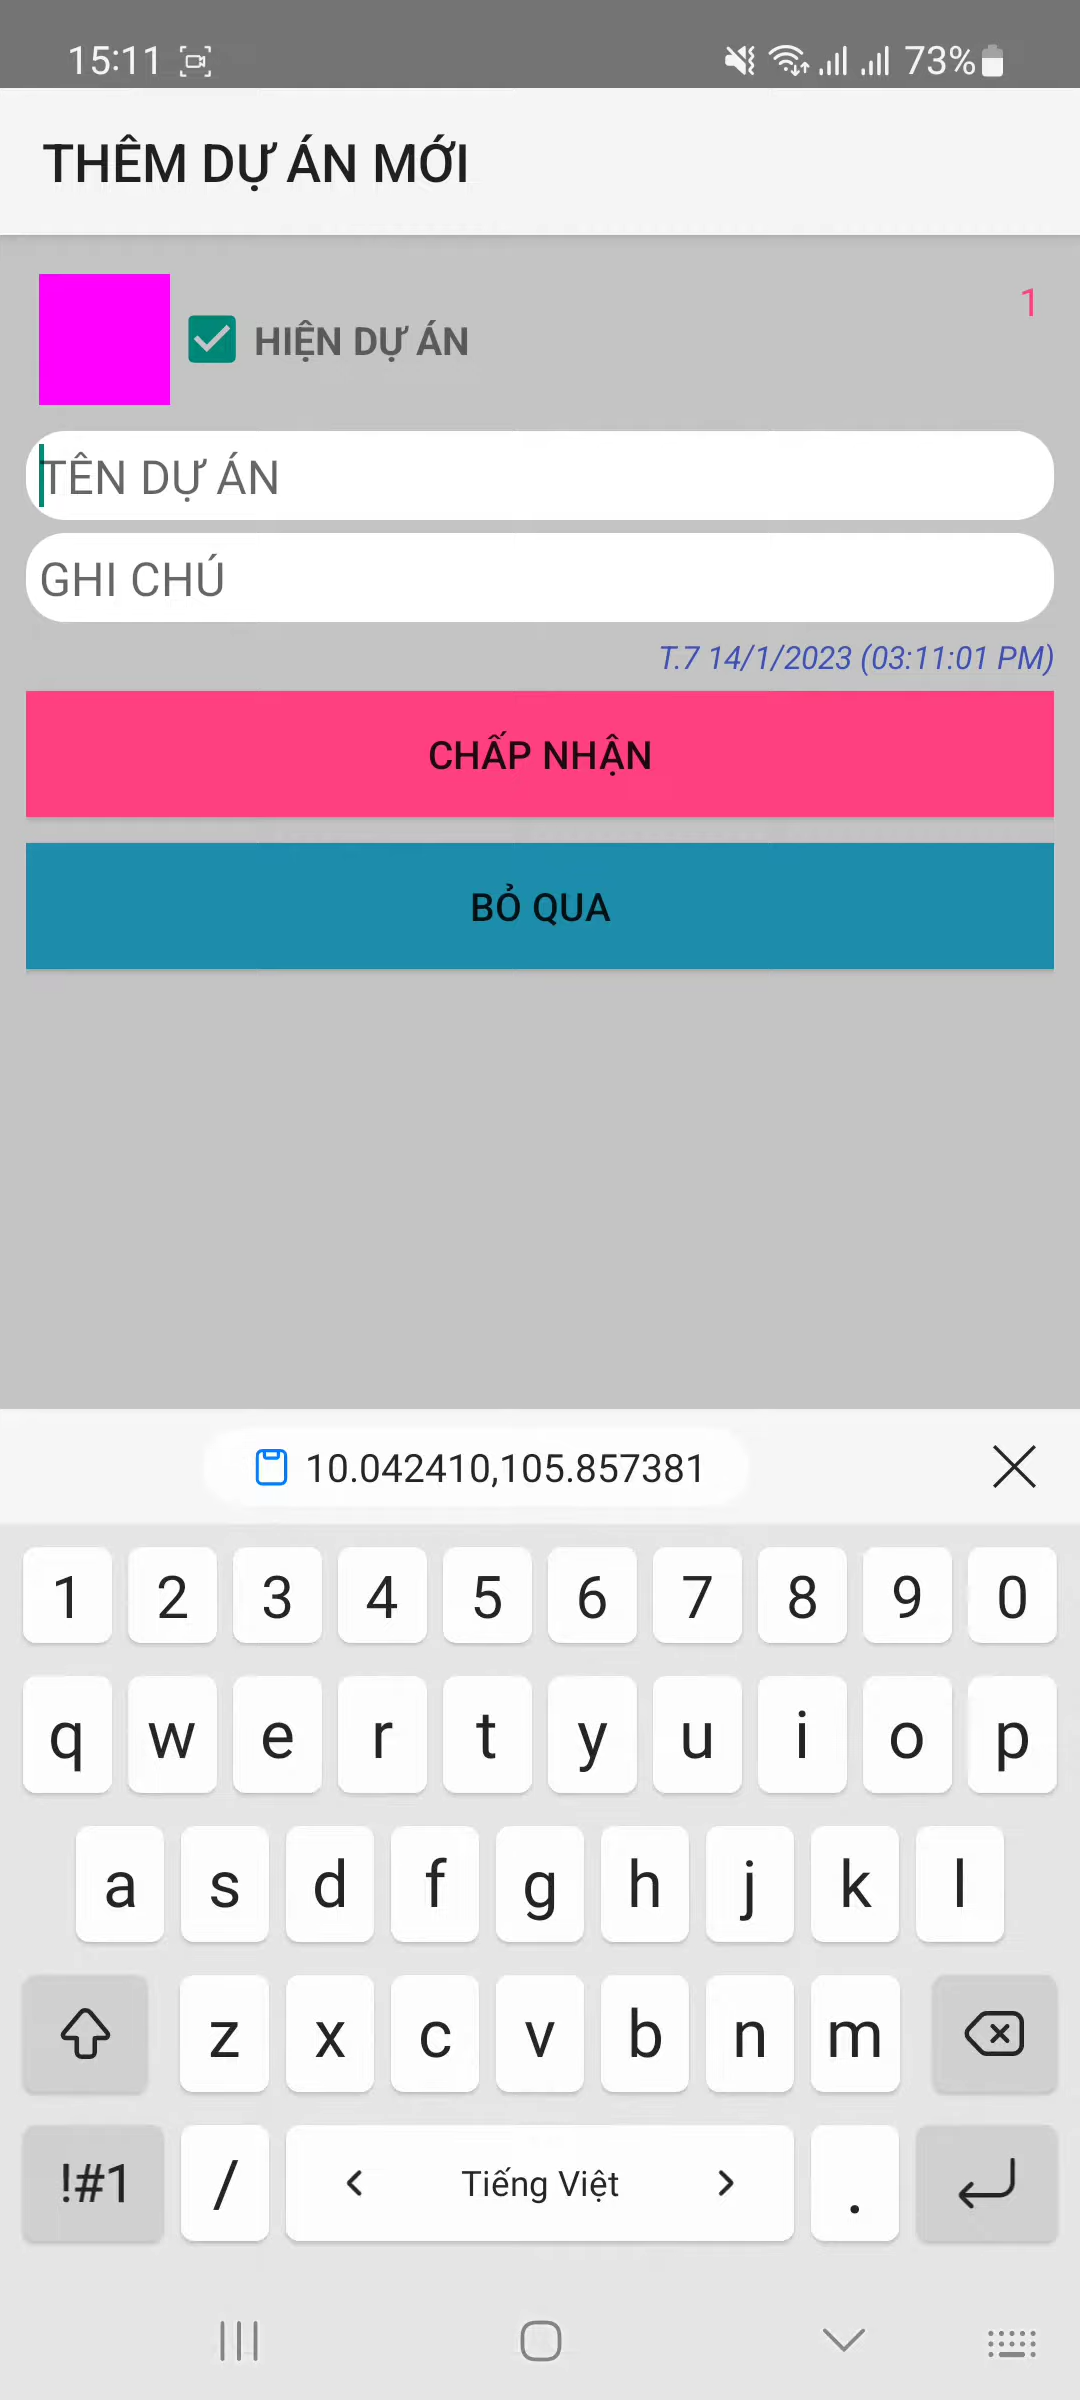 15:11 73%
THÊM DỰ ÁN MỚI
1
HIỆN DỰ ÁN
TÊN DỰ ÁN
GHI CHÚ
T.7 14/1/2023 (03:11:01 PM)
CHẤP NHẬN
BỎ QUA
10.042410,105.857381
1 2 3 4 5 6 7 8 9 0
q w e r t y u i o p
a s d f g h j k l
z x c v b n m
!#1 / < Tiếng Việt > .